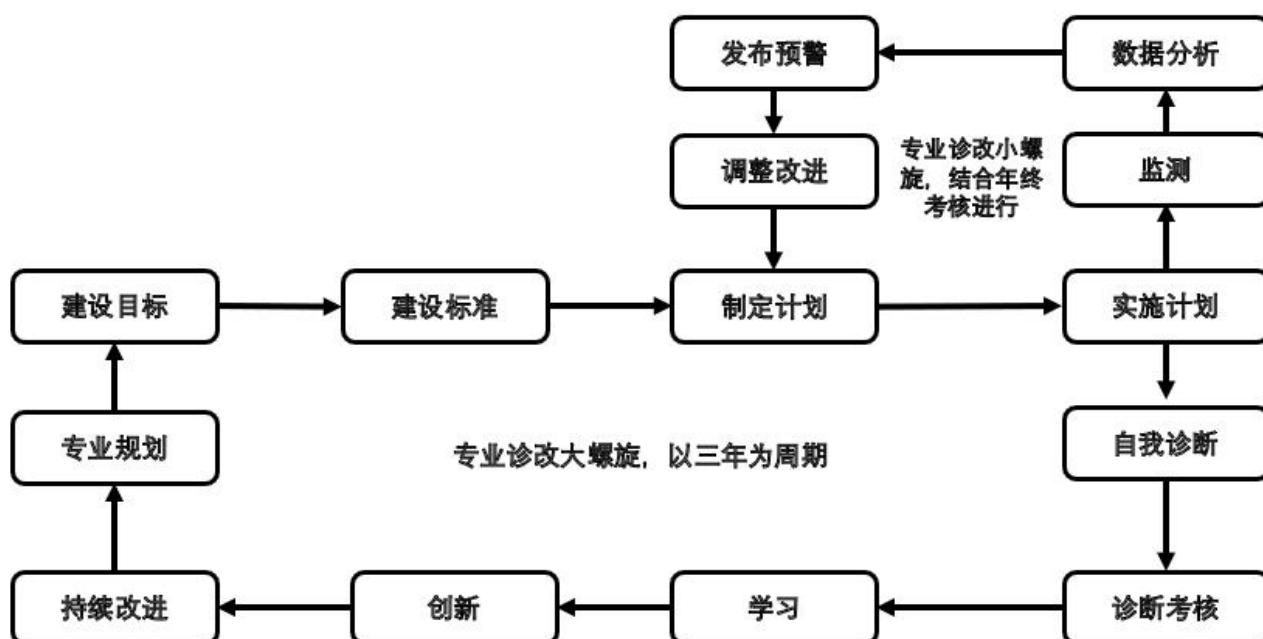 发布预警
数据分析
调整改进
专业诊改小螺
旋，结合年终
考核进行
监测
建设目标
建设标准
制定计划
实施计划
专业规划
专业诊改大螺旋，以三年为周期
自我诊断
持续改进
创新
学习
诊断考核